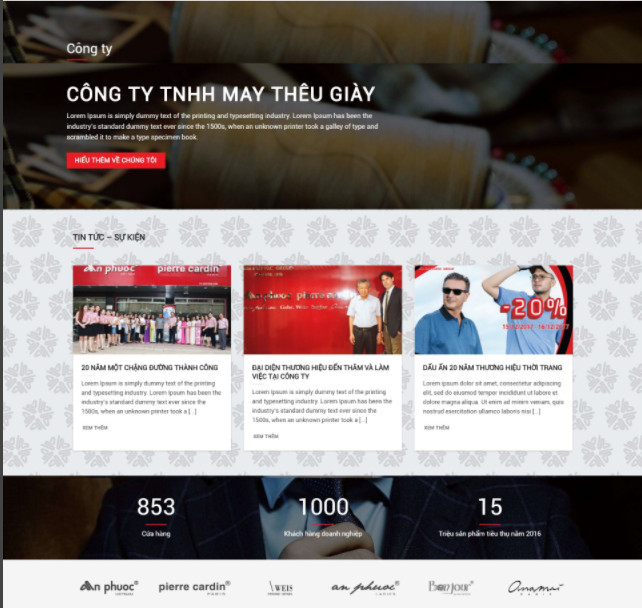 Công ty
CÔNG TY TNHH MAY THÊU GIÀY
Lorem Ipsum is simply dummy text of the printing and typesetting industry. Lorem Ipsum has been the
industry's standard dummy text ever since the 1500s, when an unknown printer took a galley of type and
scrambled it to make a type specimen book.
HIỂU THÊM VỀ CHÚNG TÔI
TIN TỨC – SỰ KIỆN
An phuoc® pierre cardin
-20%
20 NĂM MỘT CHẶNG ĐƯỜNG THÀNH CÔNG
Lorem Ipsum is simply dummy text of the printing
and typesetting industry. Lorem Ipsum has been the
industry's standard dummy text ever since the
1500s, when an unknown printer took a [...]
XEM THÊM
ĐẠI DIỆN THƯƠNG HIỆU ĐẾN THĂM VÀ LÀM
VIỆC TẠI CÔNG TY
Lorem Ipsum is simply dummy text of the printing
and typesetting industry. Lorem Ipsum has been the
industry's standard dummy text ever since the
1500s, when an unknown printer took a [...]
XEM THÊM
DẤU ẤN 20 NĂM THƯƠNG HIỆU THỜI TRANG
Lorem ipsum dolor sit amet, consectetur adipiscing
elit, sed do eiusmod tempor incididunt ut labore et
dolore magna aliqua. Ut enim ad minim veniam, quis
nostrud exercitation ullamco laboris nisi [...]
XEM THÊM
853
Cửa hàng
1000
Khách hàng doanh nghiệp
15
Triệu sản phẩm tiêu thụ năm 2016
An phuoc®
pierre cardin®
PARIS
WEIS
an phuoc®
Bonjour
Anamai
PARIS